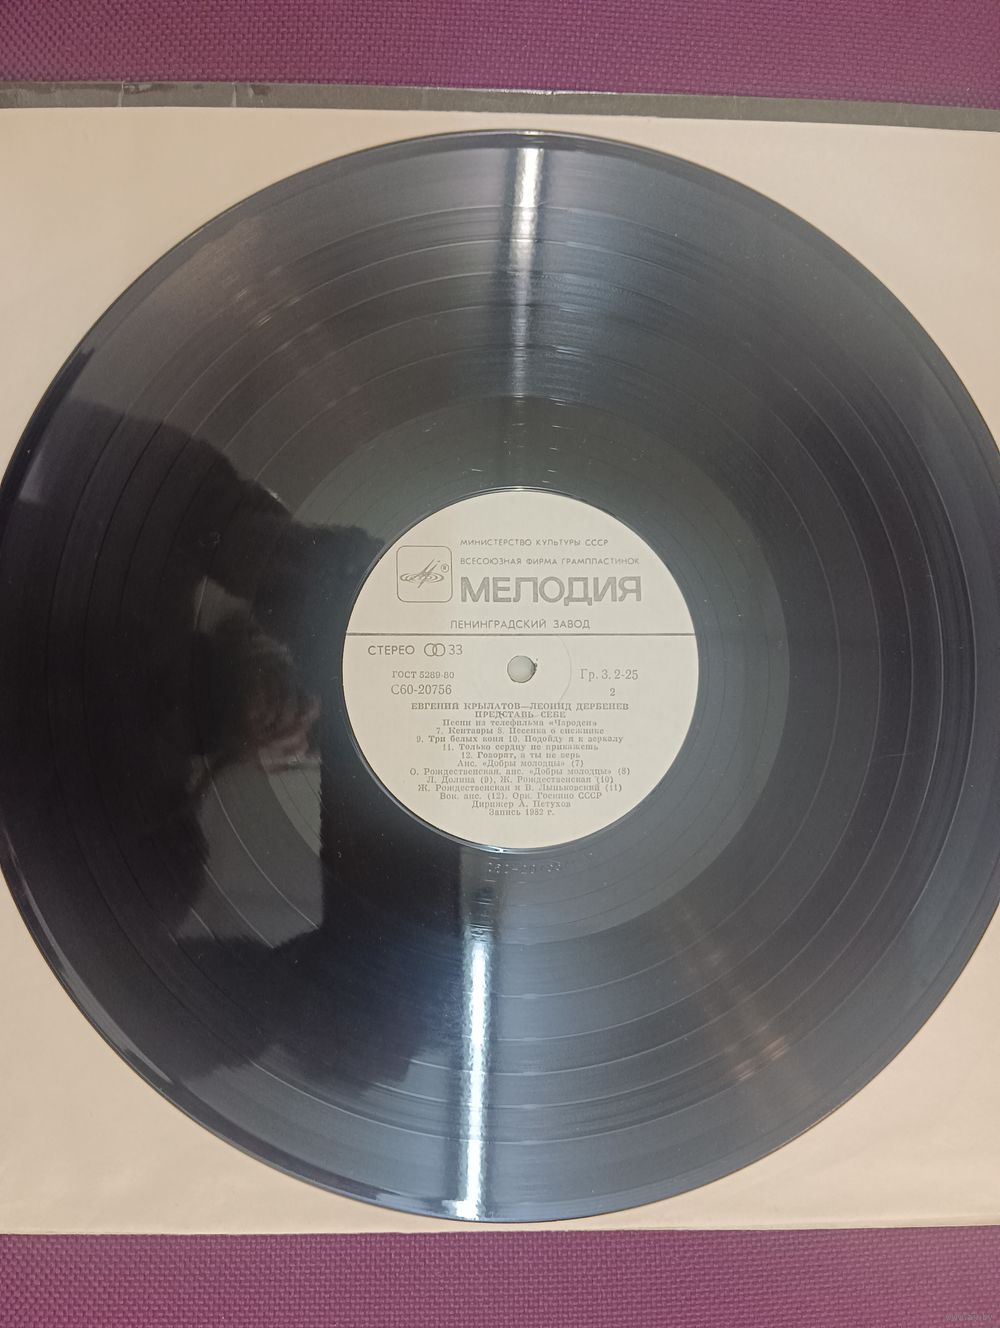 МИНИСТЕРСТВО КУЛЬТУРЫ СССР
ВСЕСОЮЗНАЯ ФИРМА ГРАМПЛАСТИНОК
МЕЛОДИЯ
ЛЕНИНГРАДСКИЙ ЗАВОД
СТЕРЕО 33
ГОСТ 5289-80 Гр. 3, 2-25
С60-20756 2
ЕВГЕНИЙ КРЫЛАТОВ—ЛЕОНИД ДЕРБЕНЕВ
ПРЕДСТАВЬ СЕБЕ
Песни из телефильма «Чародеи»
7. Кентавры 8. Песенка о снежинке
9. Три белых коня 10. Подойду я к зеркалу
11. Только сердцу не прикажешь
12. Говорят, а ты не верь
Анс. «Добры молодцы» (7)
О. Рождественская, анс. «Добры молодцы» (8)
Л. Долина (9), Ж. Рождественская (10)
Ж. Рождественская и В. Лыньковский (11)
Вок. анс. (12). Орк. Госкино СССР
Дирижер А. Петухов
Запись 1982 г.